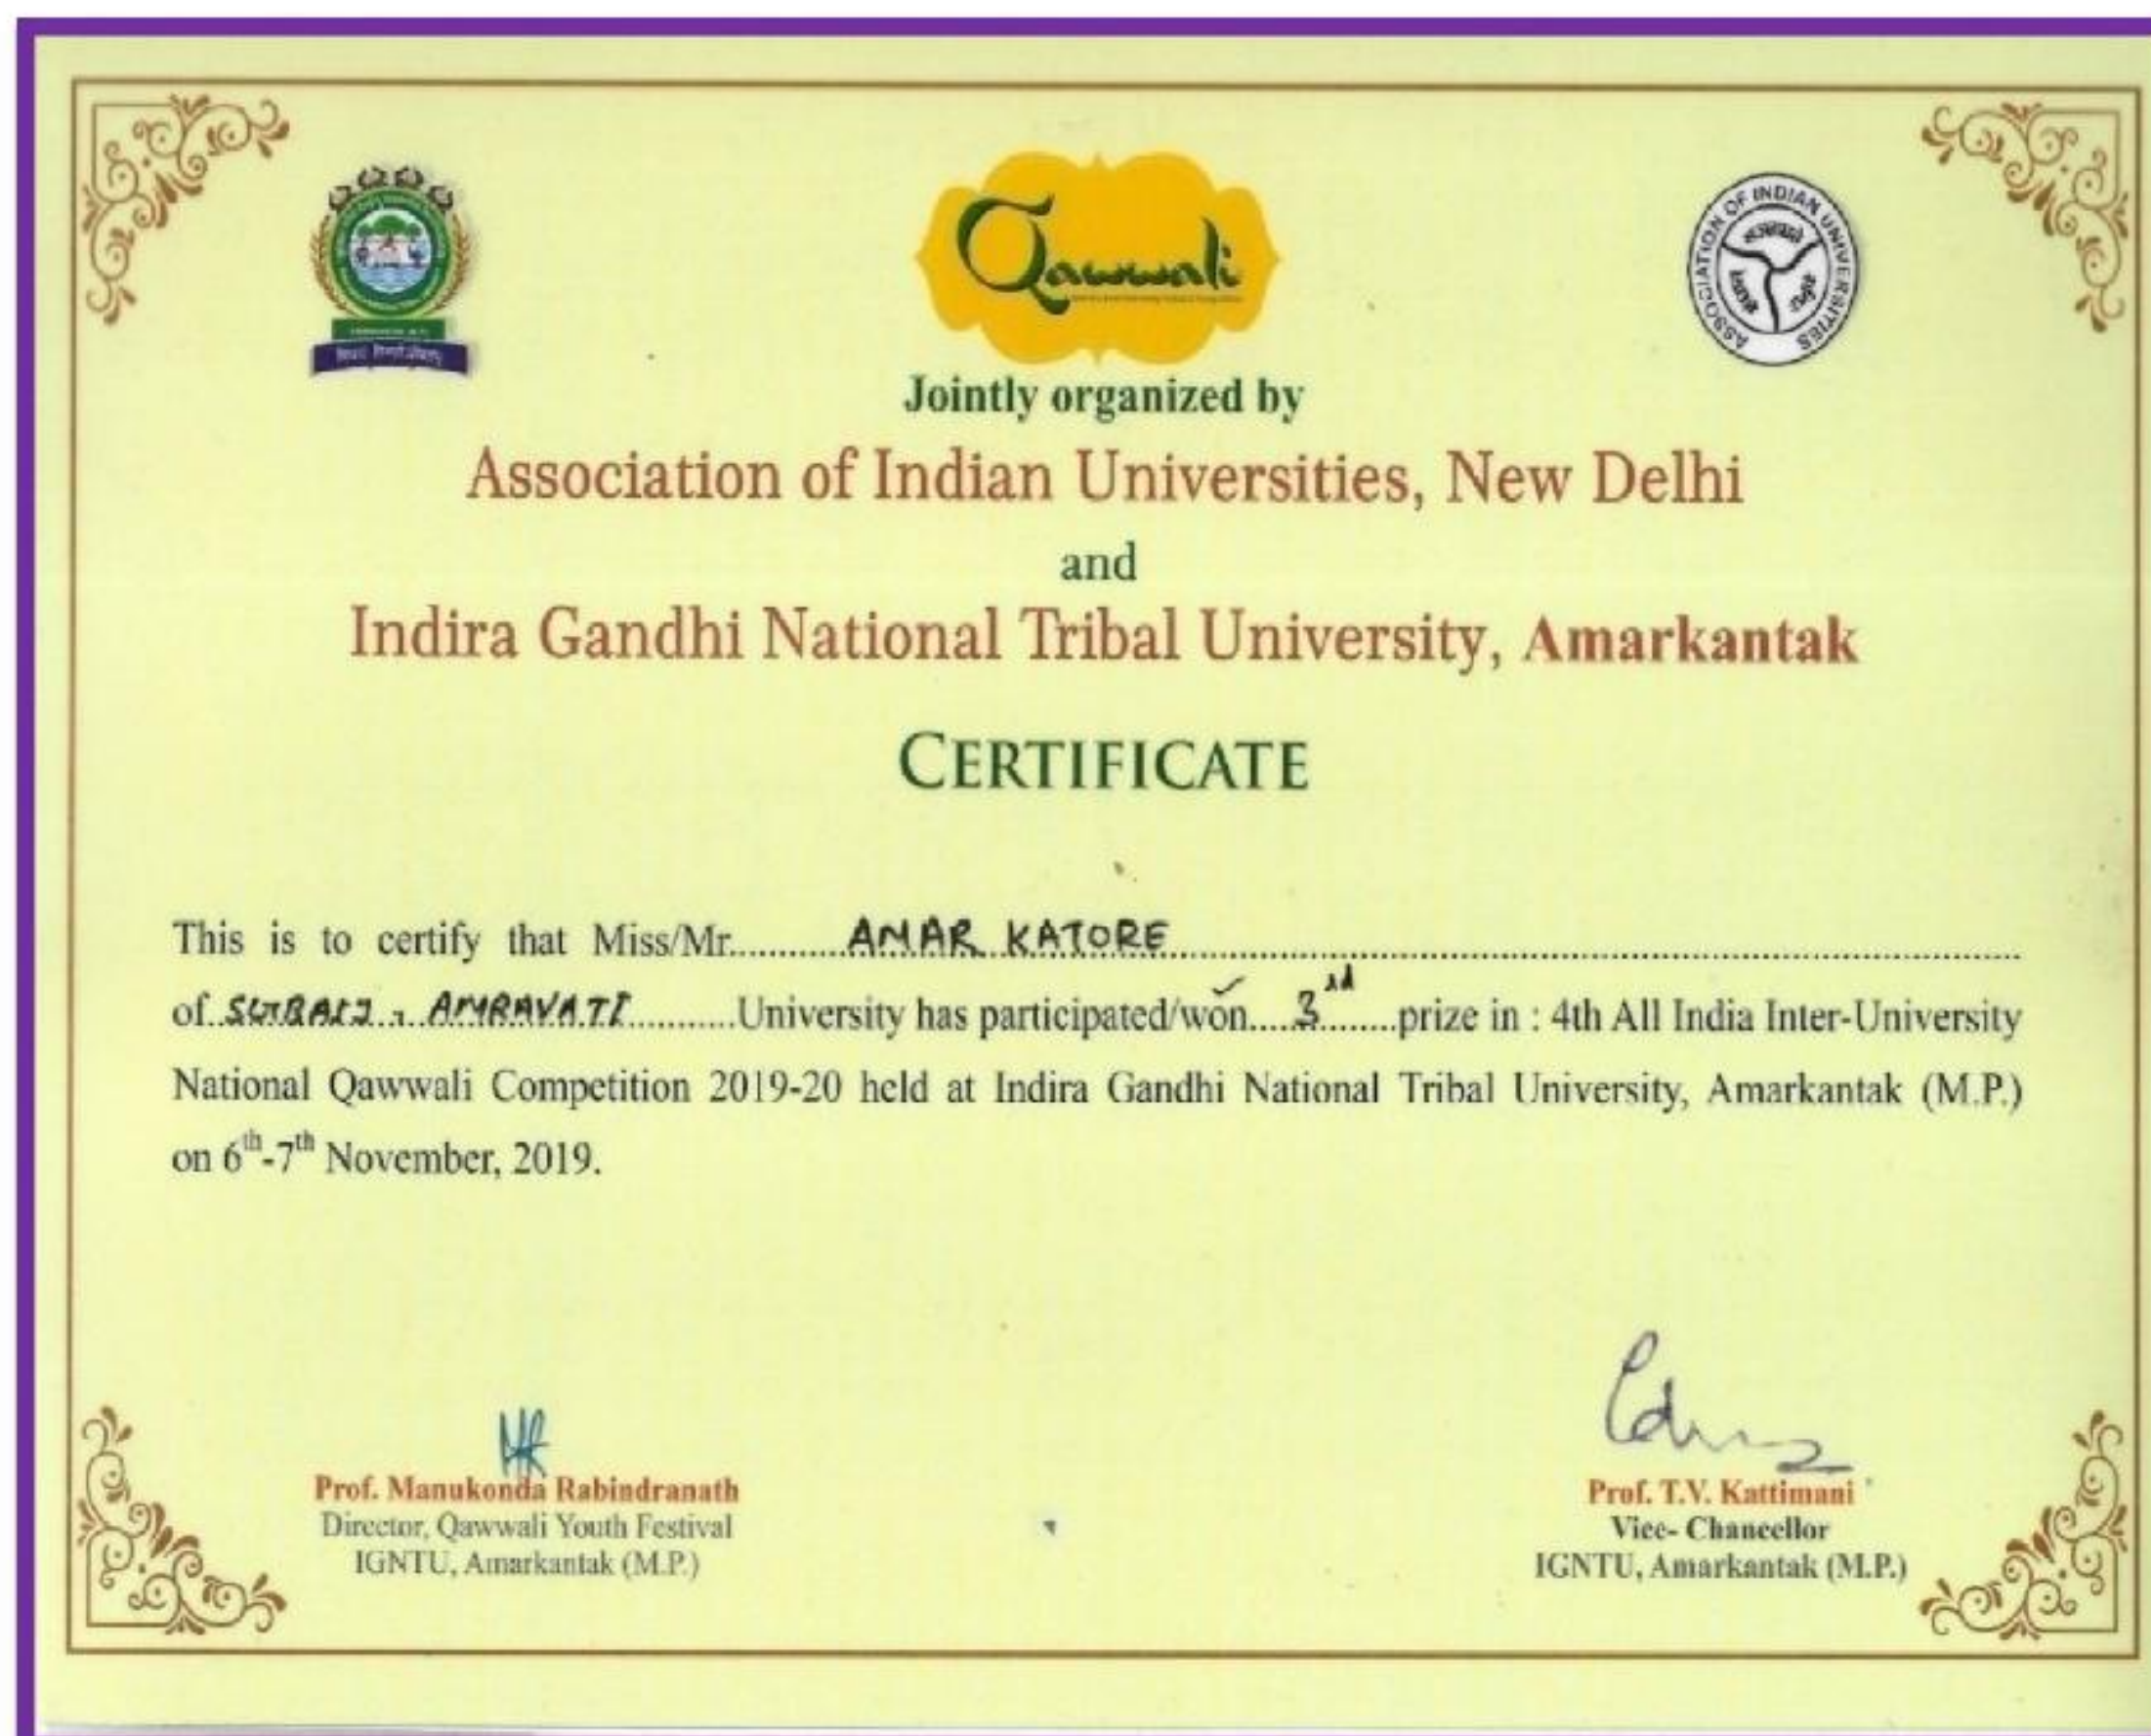 Qawwali
ASSOCIATION OF INDIAN UNIVERSITIES
Jointly organized by
Association of Indian Universities, New Delhi
and
Indira Gandhi National Tribal University, Amarkantak
CERTIFICATE
This is to certify that Miss/Mr. AMAR KATORE
of AMRAVATI University has participated/won 3rd prize in : 4th All India Inter-University
National Qawwali Competition 2019-20 held at Indira Gandhi National Tribal University, Amarkantak (M.P.)
on 6th-7th November, 2019.
Prof. Manukonda Rabindranath
Director, Qawwali Youth Festival
IGNTU, Amarkantak (M.P.)
Prof. T.V. Kattimani
Vice- Chancellor
IGNTU, Amarkantak (M.P.)